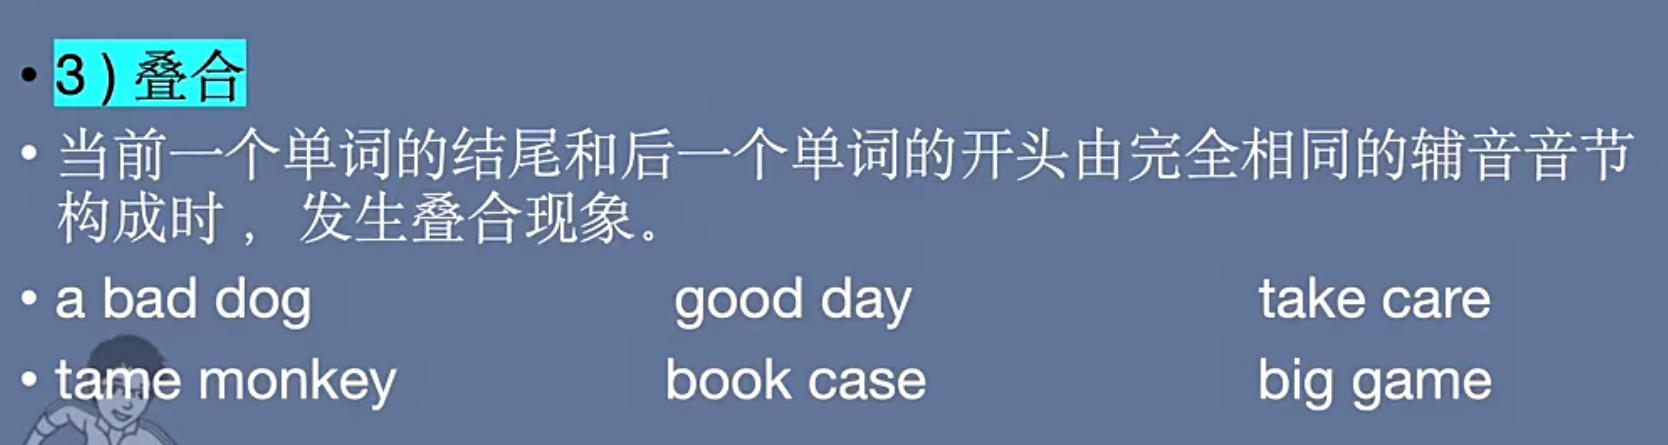 • 3 ) 叠合
• 当前一个单词的结尾和后一个单词的开头由完全相同的辅音音节
构成时， 发生叠合现象。
• a bad dog good day take care
• tame monkey book case big game